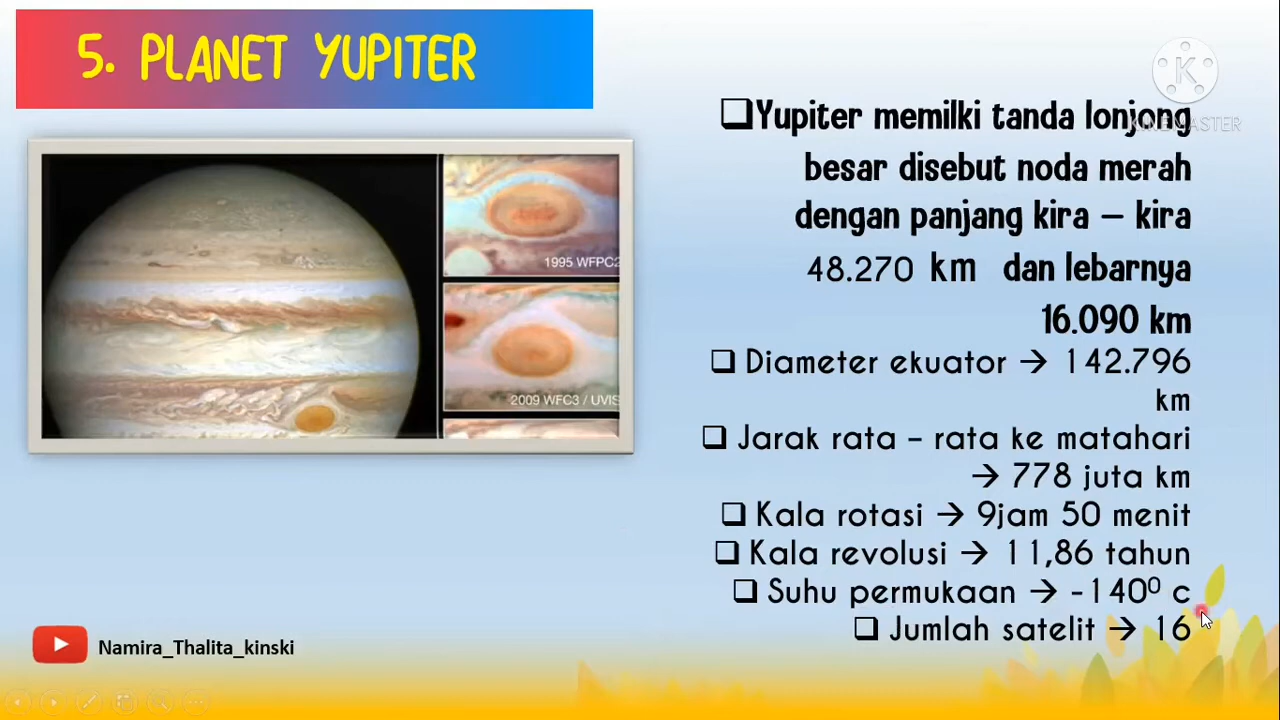 5. PLANET YUPITER
KINEMASTER
❑Yupiter memilki tanda lonjong
besar disebut noda merah
dengan panjang kira – kira
48.270 km dan lebarnya
16.090 km
❑ Diameter ekuator → 142.796
km
❑ Jarak rata – rata ke matahari
→ 778 juta km
❑ Kala rotasi → 9jam 50 menit
❑ Kala revolusi → 11,86 tahun
❑ Suhu permukaan → -140⁰ c
❑ Jumlah satelit → 16
1995 WFPC2
2009 WFC3 / UVIS
Namira_Thalita_kinski